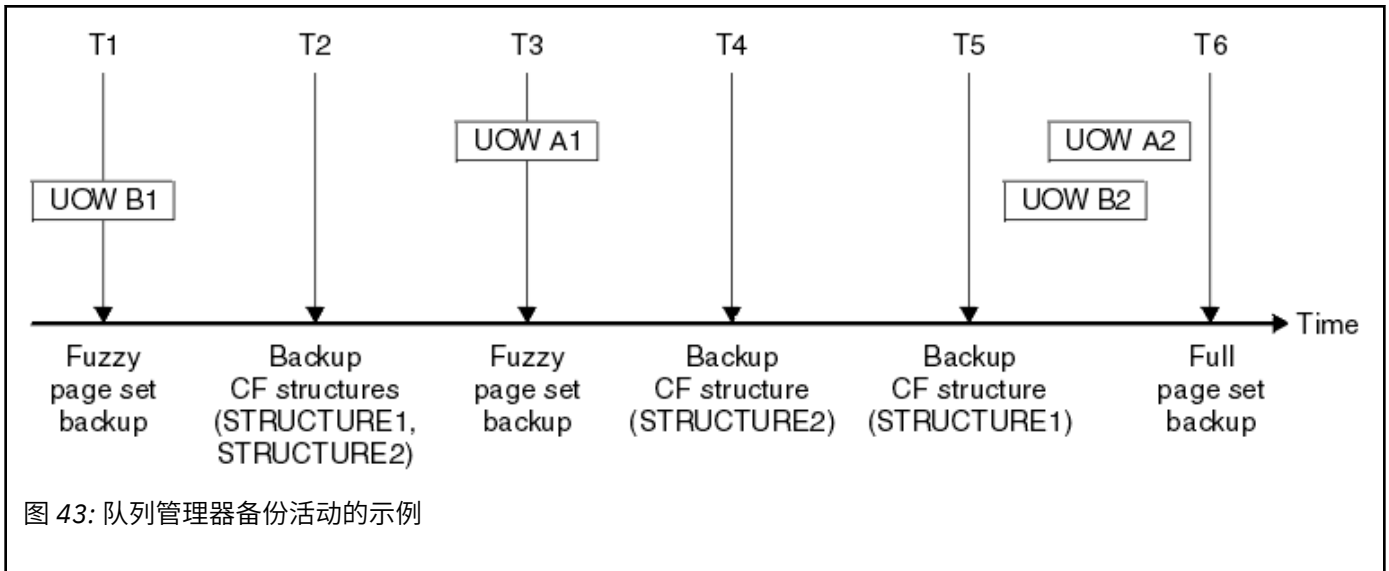 T1 T2 T3 T4 T5 T6
UOW A1 UOW A2
UOW B1 UOW B2
Time
Fuzzy
page set
backup
Backup
CF structures
(STRUCTURE1,
STRUCTURE2)
Fuzzy
page set
backup
Backup
CF structure
(STRUCTURE2)
Backup
CF structure
(STRUCTURE1)
Full
page set
backup
图 43: 队列管理器备份活动的示例